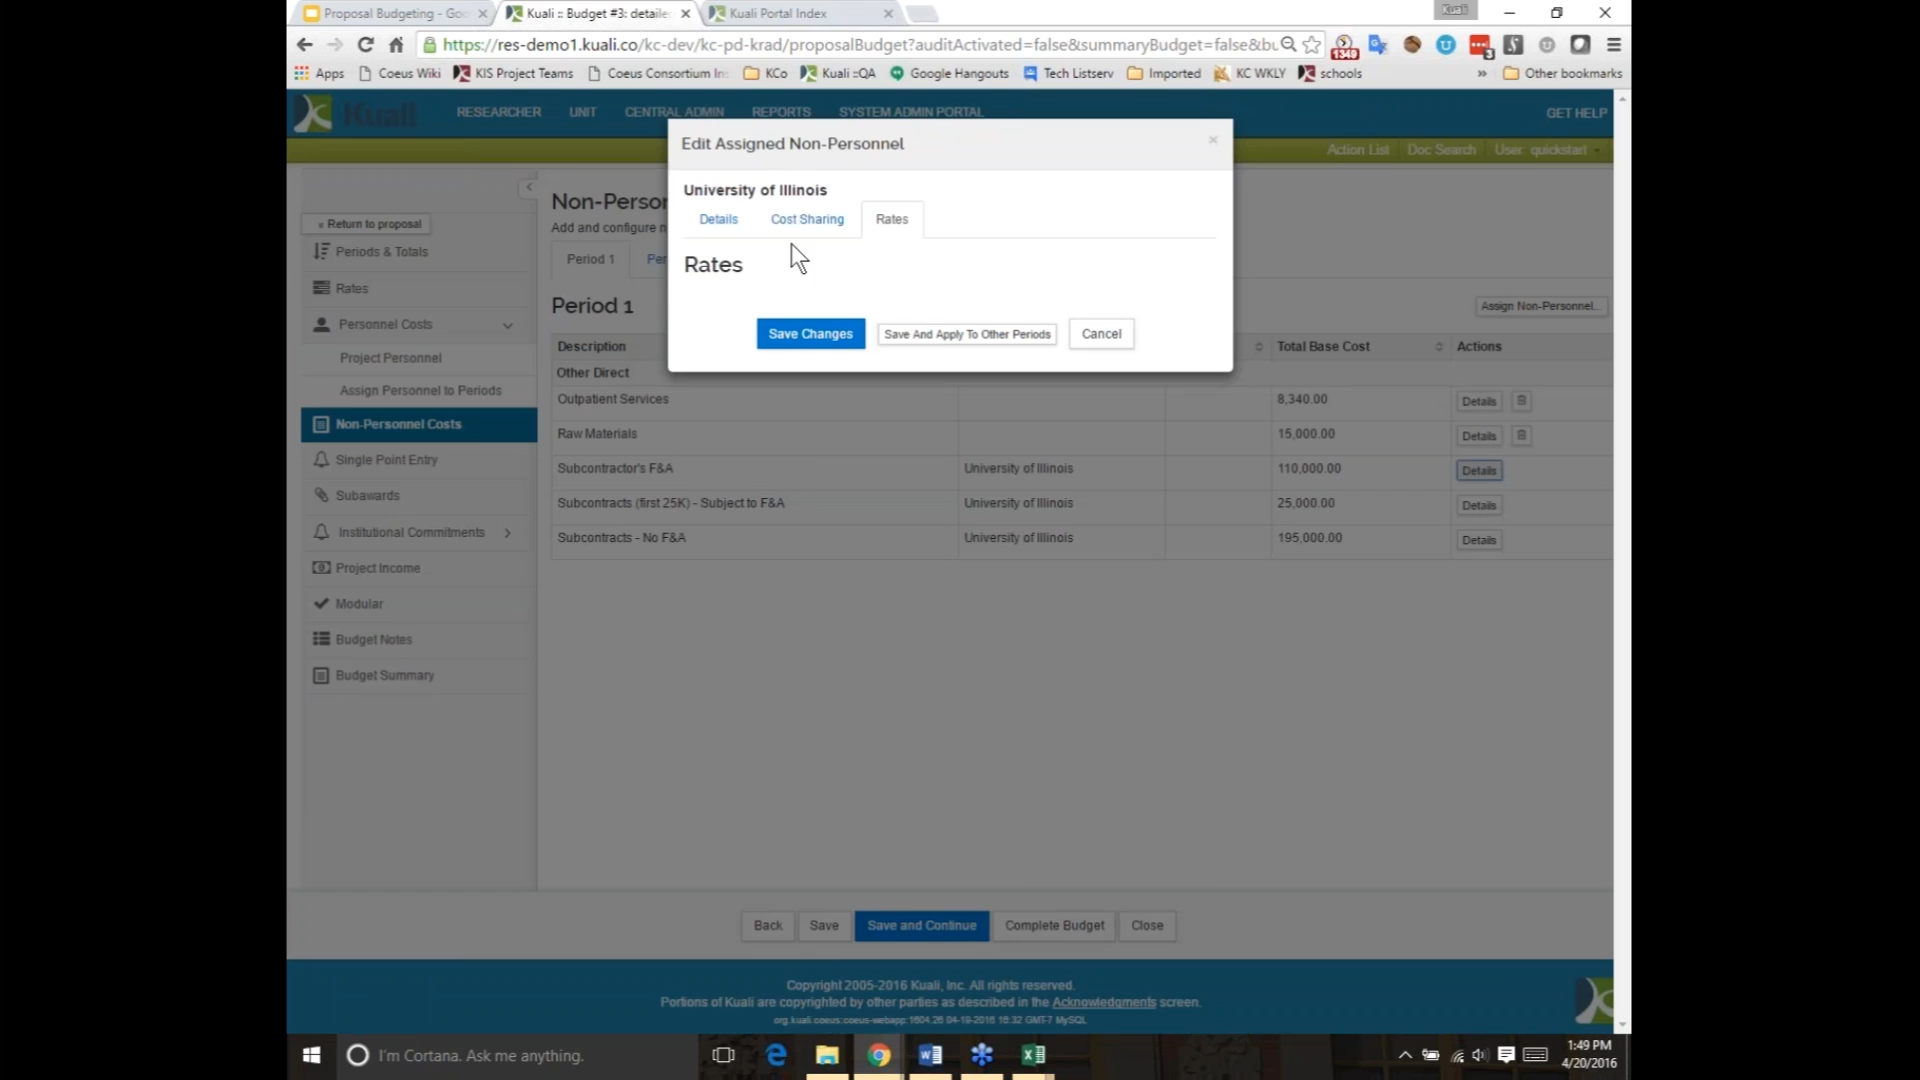 Proposal Budgeting - Goo
Kuali :: Budget #3: detaile
Kuali Portal Index
Kuali
https://res-demo1.kuali.co/kc-dev/kc-pd-krad/proposalBudget?auditActivated=false&summaryBudget=false&bu
1349
3
Apps
Coeus Wiki
KIS Project Teams
Coeus Consortium In
KCo
Kuali ::QA
Google Hangouts
Tech Listserv
Imported
KC WKLY
schools
»
Other bookmarks
Kuali
RESEARCHER
UNIT
CENTRAL ADMIN
REPORTS
SYSTEM ADMIN PORTAL
GET HELP
Action List
Doc Search
User: quickstart
« Return to proposal
Periods & Totals
Rates
Personnel Costs
Project Personnel
Assign Personnel to Periods
Non-Personnel Costs
Single Point Entry
Subawards
Institutional Commitments
Project Income
Modular
Budget Notes
Budget Summary
Non-Person
Add and configure n
Period 1
Per
Period 1
Assign Non-Personnel...
Description
Total Base Cost
Actions
Other Direct
Outpatient Services
8,340.00
Details
Raw Materials
15,000.00
Details
Subcontractor's F&A
University of Illinois
110,000.00
Details
Subcontracts (first 25K) - Subject to F&A
University of Illinois
25,000.00
Details
Subcontracts - No F&A
University of Illinois
195,000.00
Details
Edit Assigned Non-Personnel
×
University of Illinois
Details
Cost Sharing
Rates
Rates
Save Changes
Save And Apply To Other Periods
Cancel
Back
Save
Save and Continue
Complete Budget
Close
Copyright 2005-2016 Kuali, Inc. All rights reserved.
Portions of Kuali are copyrighted by other parties as described in the Acknowledgments screen.
org.kuali.coeus:coeus-webapp:1604.26 04-19-2016 16:32 GMT-7 MySQL
I'm Cortana. Ask me anything.
1:49 PM
4/20/2016